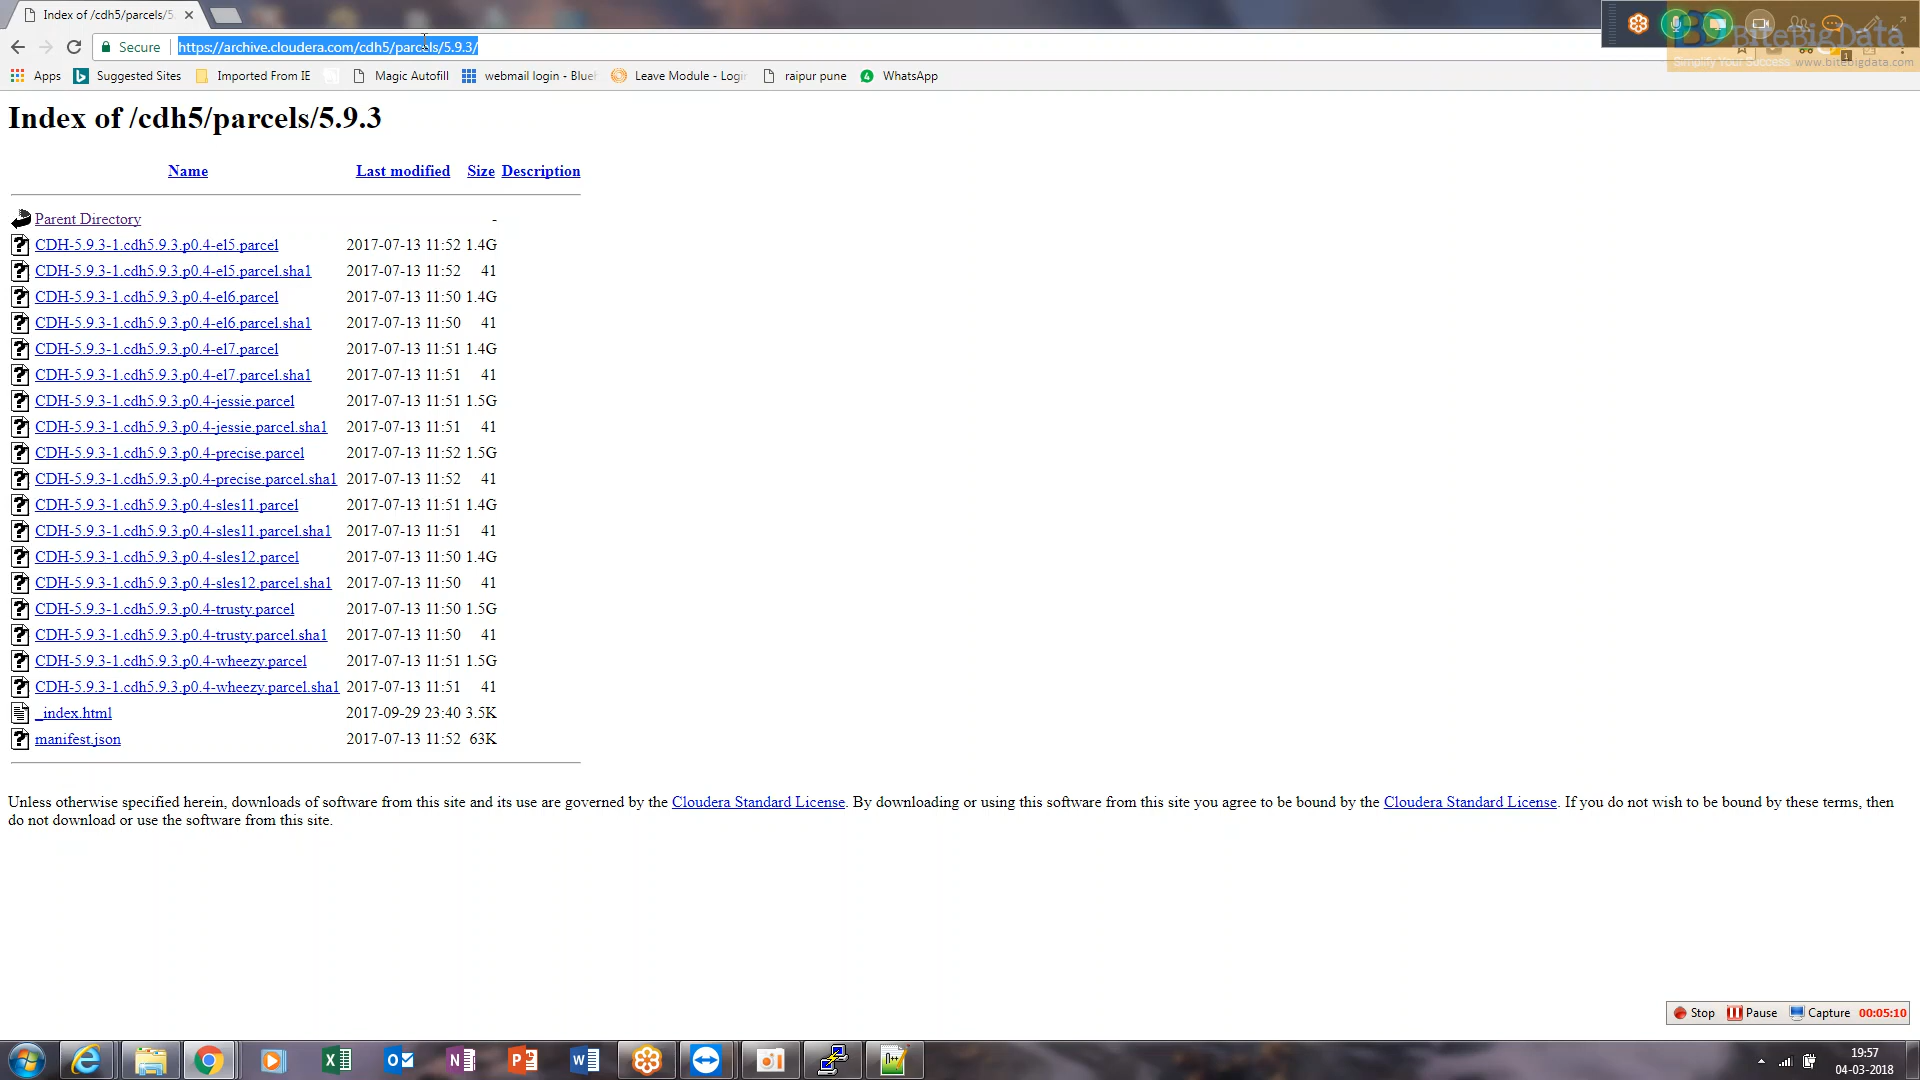 Index of /cdh5/parcels/5.
Secure https://archive.cloudera.com/cdh5/parcels/5.9.3/
BiteBigData
Simplify Your Success www.bitebigdata.com
Apps Suggested Sites Imported From IE Magic Autofill webmail login - Blue Leave Module - Logi raipur pune WhatsApp
Index of /cdh5/parcels/5.9.3
Name Last modified Size Description
Parent Directory -
CDH-5.9.3-1.cdh5.9.3.p0.4-el5.parcel 2017-07-13 11:52 1.4G
CDH-5.9.3-1.cdh5.9.3.p0.4-el5.parcel.sha1 2017-07-13 11:52 41
CDH-5.9.3-1.cdh5.9.3.p0.4-el6.parcel 2017-07-13 11:50 1.4G
CDH-5.9.3-1.cdh5.9.3.p0.4-el6.parcel.sha1 2017-07-13 11:50 41
CDH-5.9.3-1.cdh5.9.3.p0.4-el7.parcel 2017-07-13 11:51 1.4G
CDH-5.9.3-1.cdh5.9.3.p0.4-el7.parcel.sha1 2017-07-13 11:51 41
CDH-5.9.3-1.cdh5.9.3.p0.4-jessie.parcel 2017-07-13 11:51 1.5G
CDH-5.9.3-1.cdh5.9.3.p0.4-jessie.parcel.sha1 2017-07-13 11:51 41
CDH-5.9.3-1.cdh5.9.3.p0.4-precise.parcel 2017-07-13 11:52 1.5G
CDH-5.9.3-1.cdh5.9.3.p0.4-precise.parcel.sha1 2017-07-13 11:52 41
CDH-5.9.3-1.cdh5.9.3.p0.4-sles11.parcel 2017-07-13 11:51 1.4G
CDH-5.9.3-1.cdh5.9.3.p0.4-sles11.parcel.sha1 2017-07-13 11:51 41
CDH-5.9.3-1.cdh5.9.3.p0.4-sles12.parcel 2017-07-13 11:50 1.4G
CDH-5.9.3-1.cdh5.9.3.p0.4-sles12.parcel.sha1 2017-07-13 11:50 41
CDH-5.9.3-1.cdh5.9.3.p0.4-trusty.parcel 2017-07-13 11:50 1.5G
CDH-5.9.3-1.cdh5.9.3.p0.4-trusty.parcel.sha1 2017-07-13 11:50 41
CDH-5.9.3-1.cdh5.9.3.p0.4-wheezy.parcel 2017-07-13 11:51 1.5G
CDH-5.9.3-1.cdh5.9.3.p0.4-wheezy.parcel.sha1 2017-07-13 11:51 41
_index.html 2017-09-29 23:40 3.5K
manifest.json 2017-07-13 11:52 63K
Unless otherwise specified herein, downloads of software from this site and its use are governed by the Cloudera Standard License. By downloading or using this software from this site you agree to be bound by the Cloudera Standard License. If you do not wish to be bound by these terms, then
do not download or use the software from this site.
Stop Pause Capture 00:05:10
19:57
04-03-2018